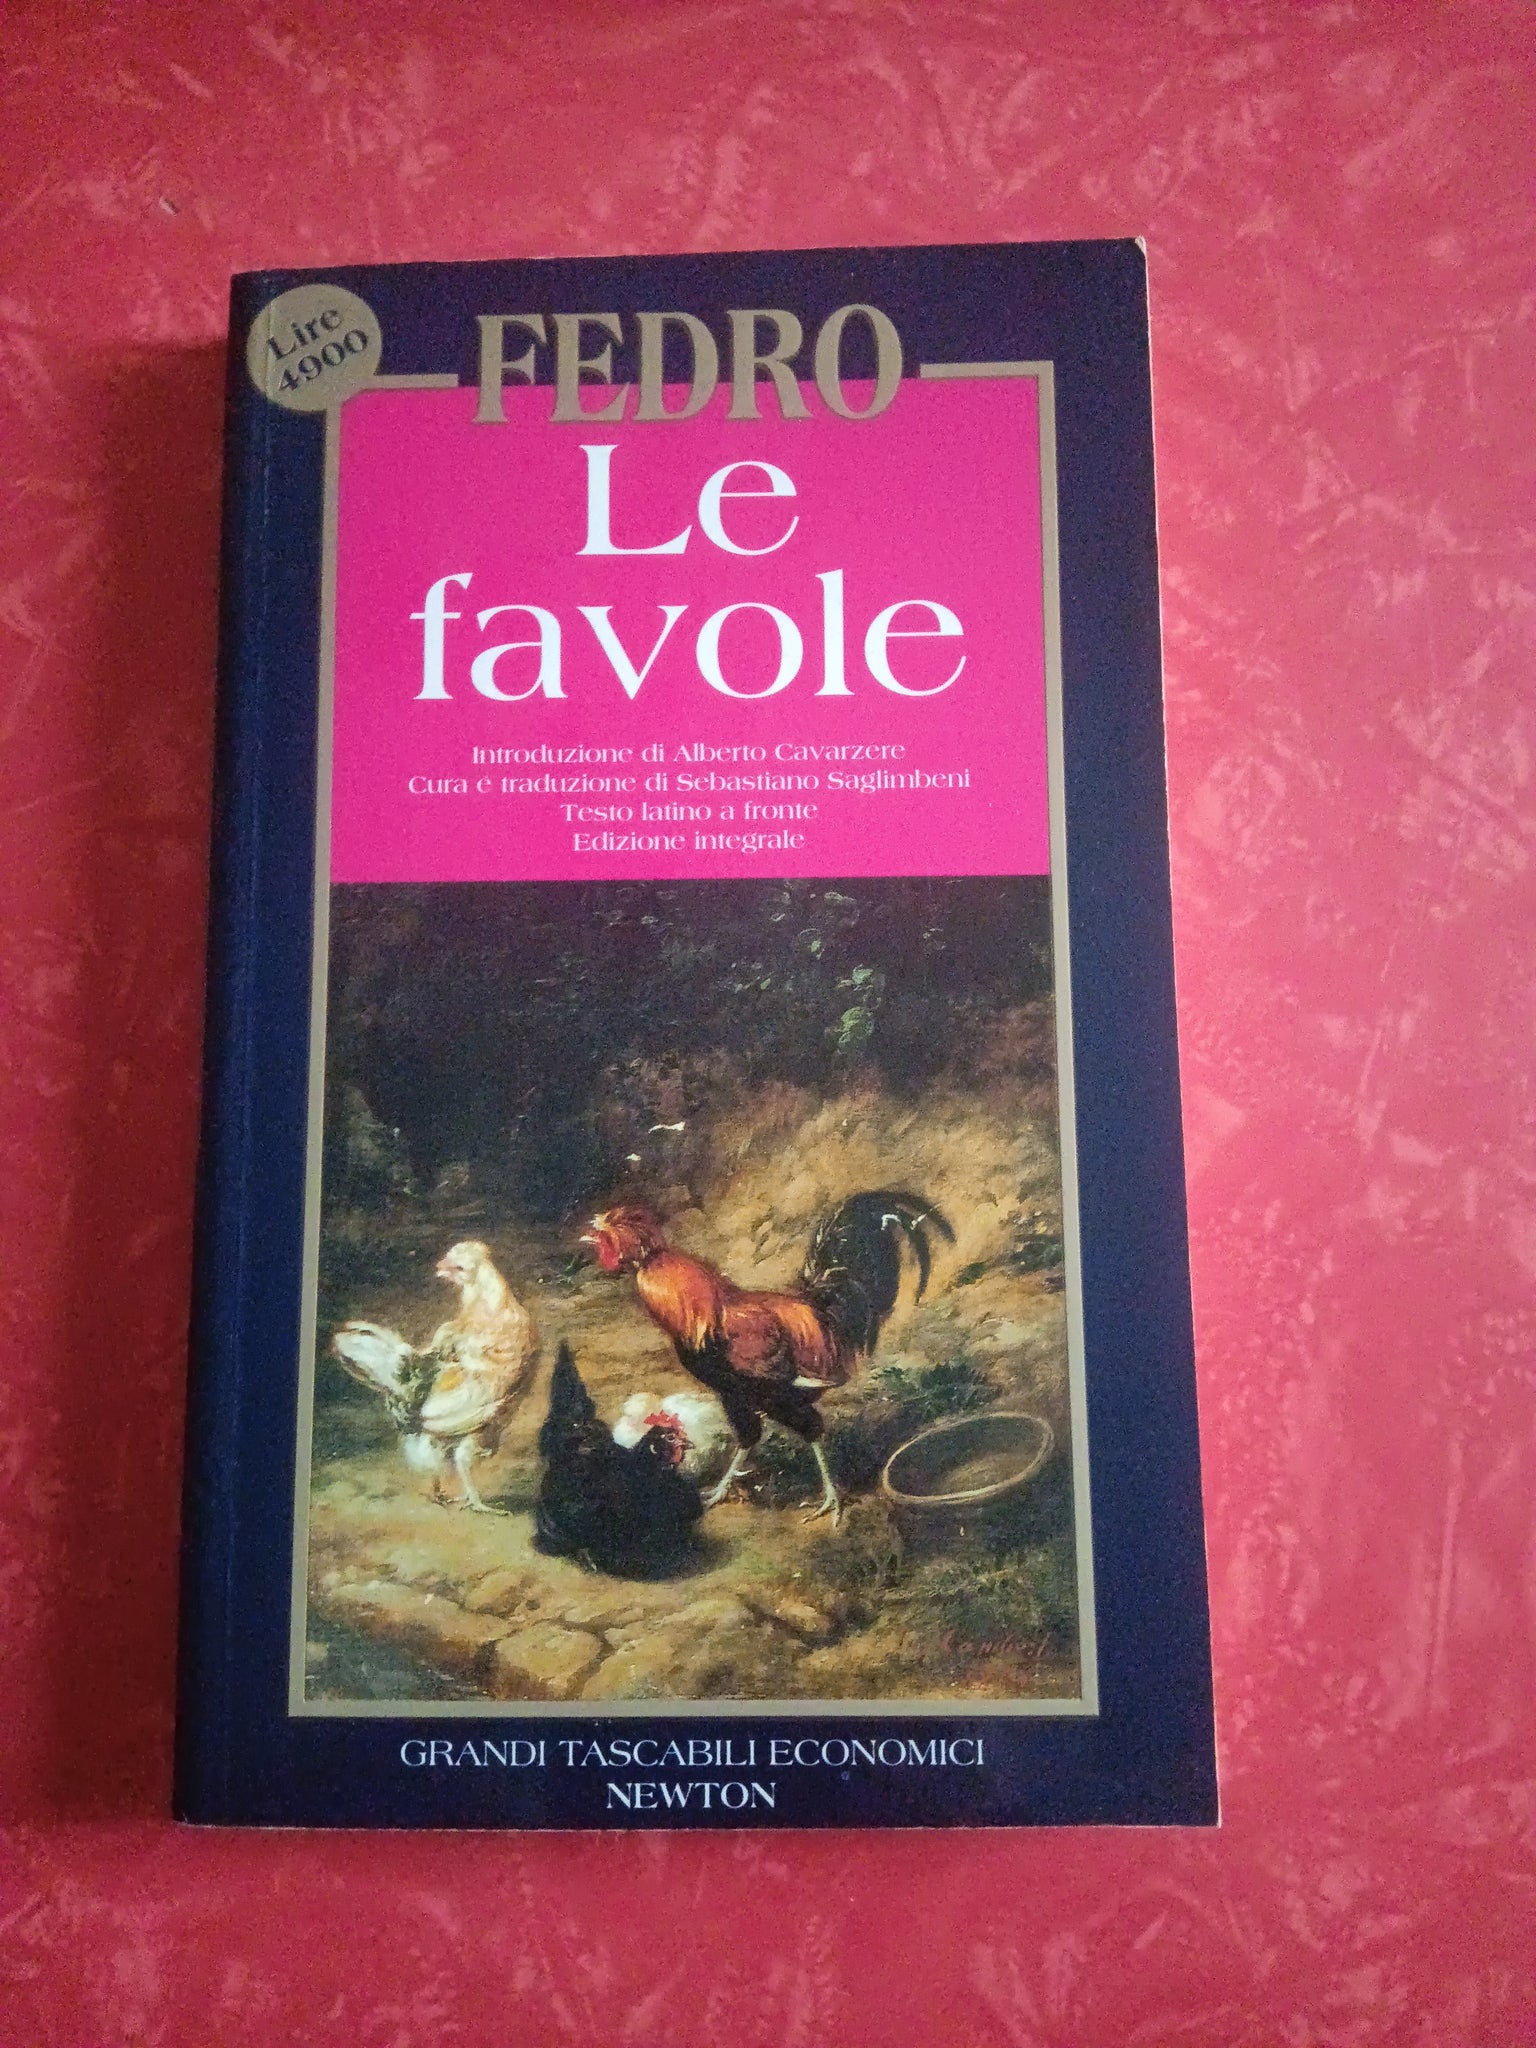 Lire
4900
FEDRO
Le
favole
Introduzione di Alberto Cavarzere
Cura e traduzione di Sebastiano Saglimbeni
Testo latino a fronte
Edizione integrale
GRANDI TASCABILI ECONOMICI
NEWTON